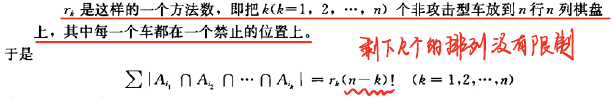 r_k 是这样的一个方法数，即把 k(k=1，2，…，n) 个非攻击型车放到 n 行 n 列棋盘
上，其中每一个车都在一个禁止的位置上。
剩下个的排列没有限制
于是
∑|A_{i_1} ∩ A_{i_2} ∩ ⋯ ∩ A_{i_k}| = r_k(n−k)!  (k=1,2,⋯,n)